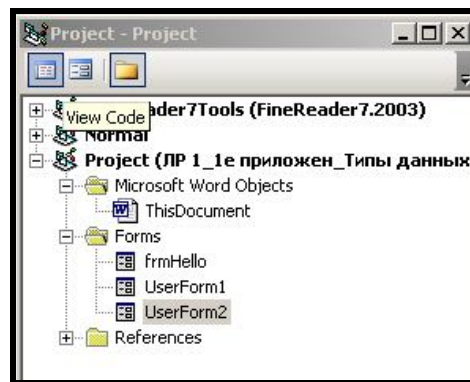 Project - Project
View Code
ader7Tools (FineReader7.2003)
Normal
Project (ЛР 1_1е приложен_Типы данных
Microsoft Word Objects
ThisDocument
Forms
frmHello
UserForm1
UserForm2
References